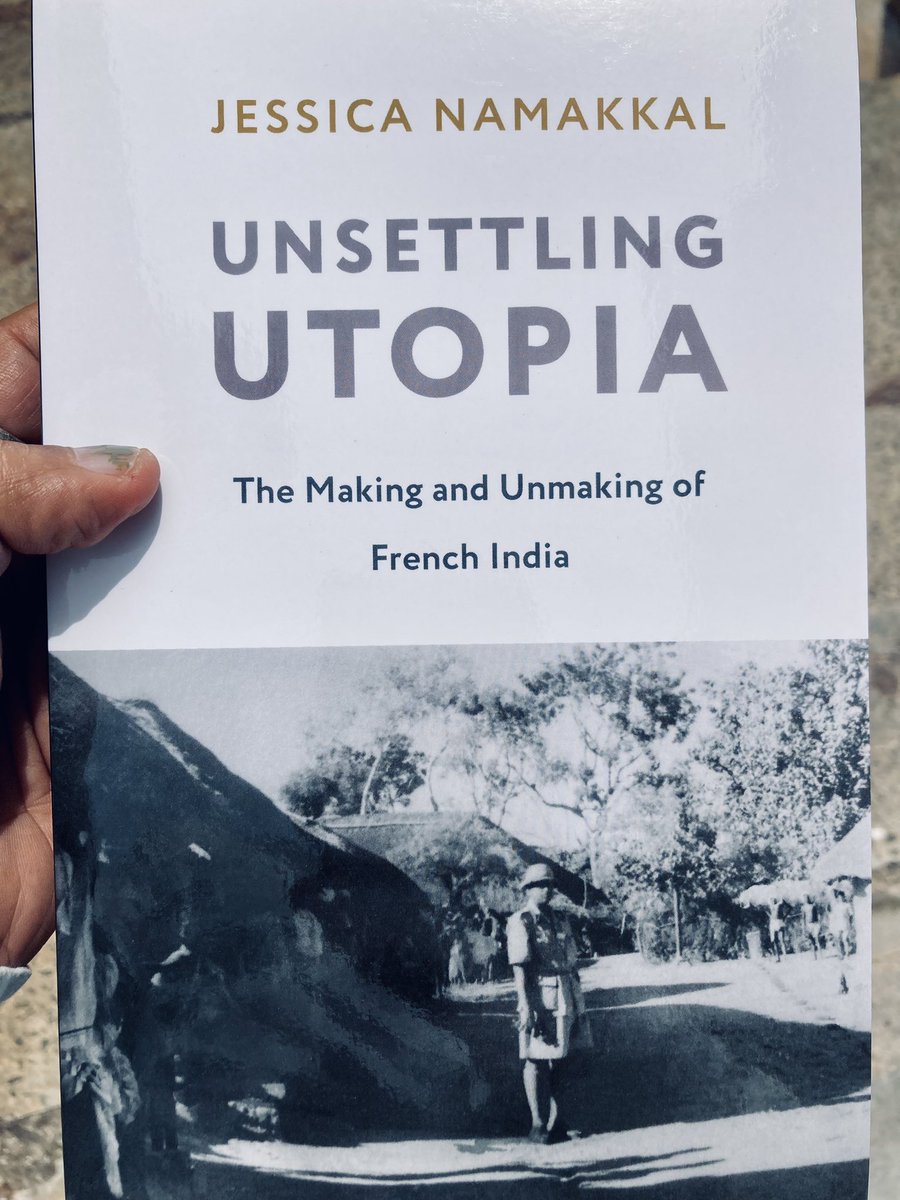 JESSICA NAMAKKAL
UNSETTLING
UTOPIA
The Making and Unmaking of
French India